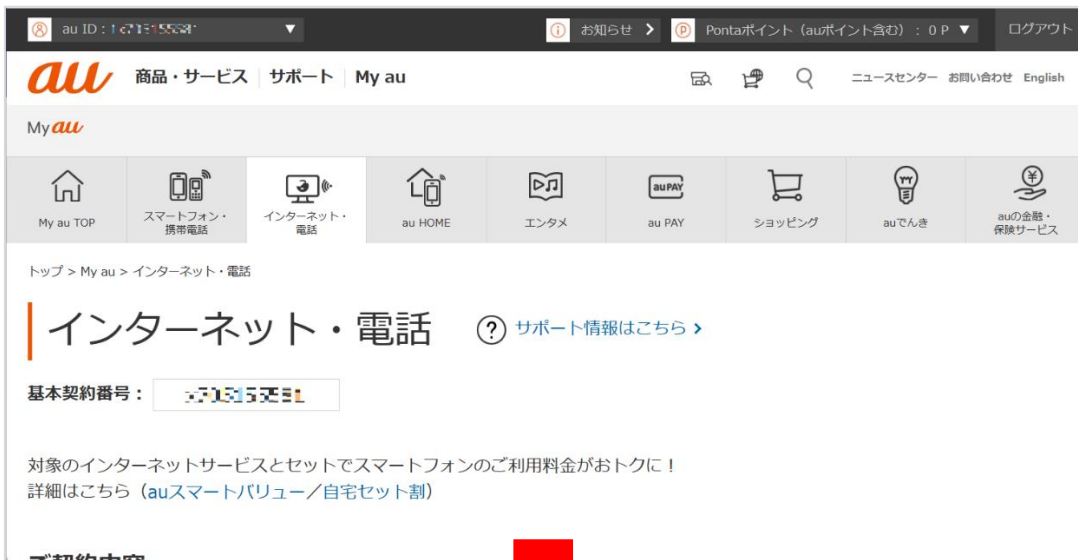 au ID : ▼
お知らせ
Pontaポイント（auポイント含む）: 0 P ▼
ログアウト
au
商品・サービス
サポート
My au
ニュースセンター
お問い合わせ
English
My au
My au TOP
スマートフォン・
携帯電話
インターネット・
電話
au HOME
エンタメ
au PAY
au PAY
ショッピング
auでんき
auの金融・
保険サービス
トップ > My au > インターネット・電話
インターネット・電話
サポート情報はこちら
基本契約番号：
対象のインターネットサービスとセットでスマートフォンのご利用料金がおトクに！
詳細はこちら（auスマートバリュー／自宅セット割）